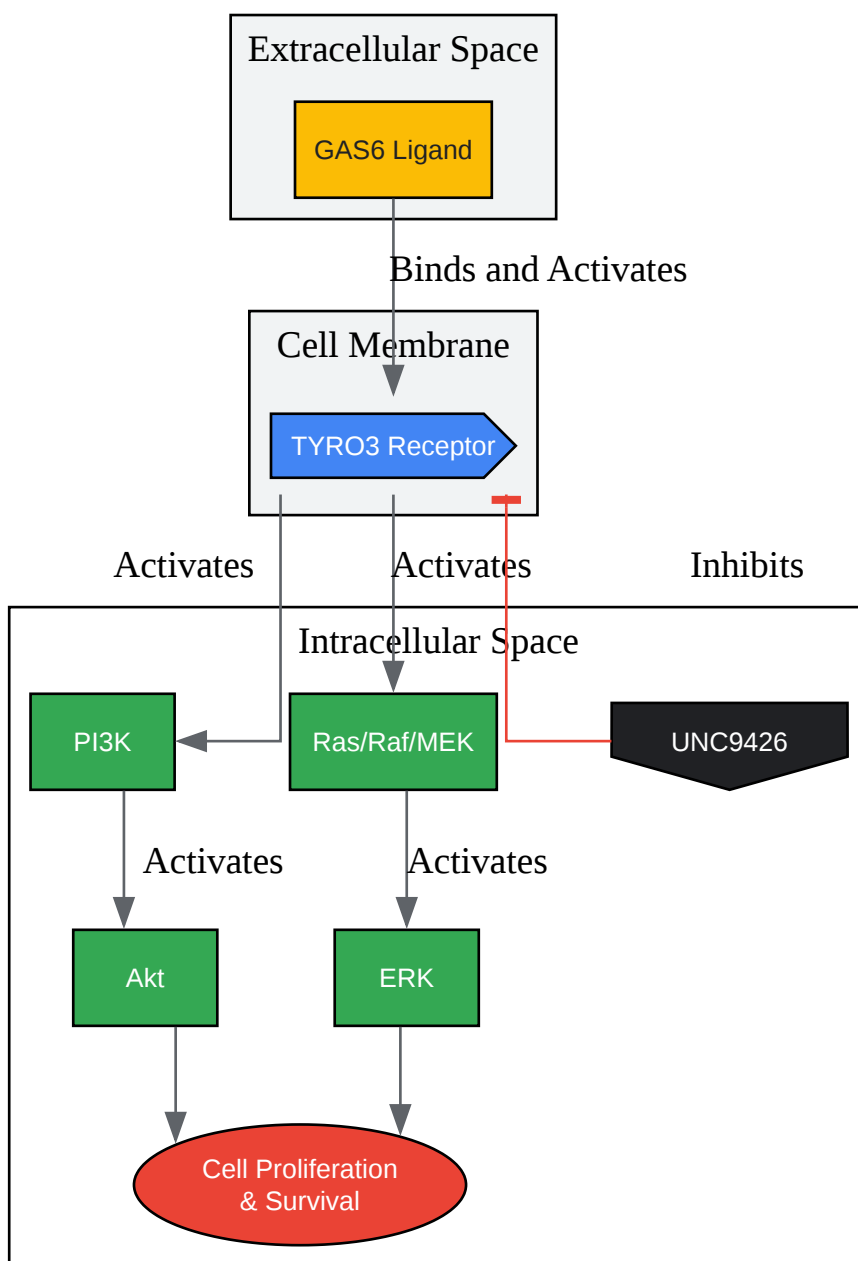 Extracellular Space
GAS6 Ligand
Binds and Activates
Cell Membrane
TYRO3 Receptor
Activates
Activates
Inhibits
Intracellular Space
PI3K
Ras/Raf/MEK
UNC9426
Activates
Activates
Akt
ERK
Cell Proliferation
& Survival